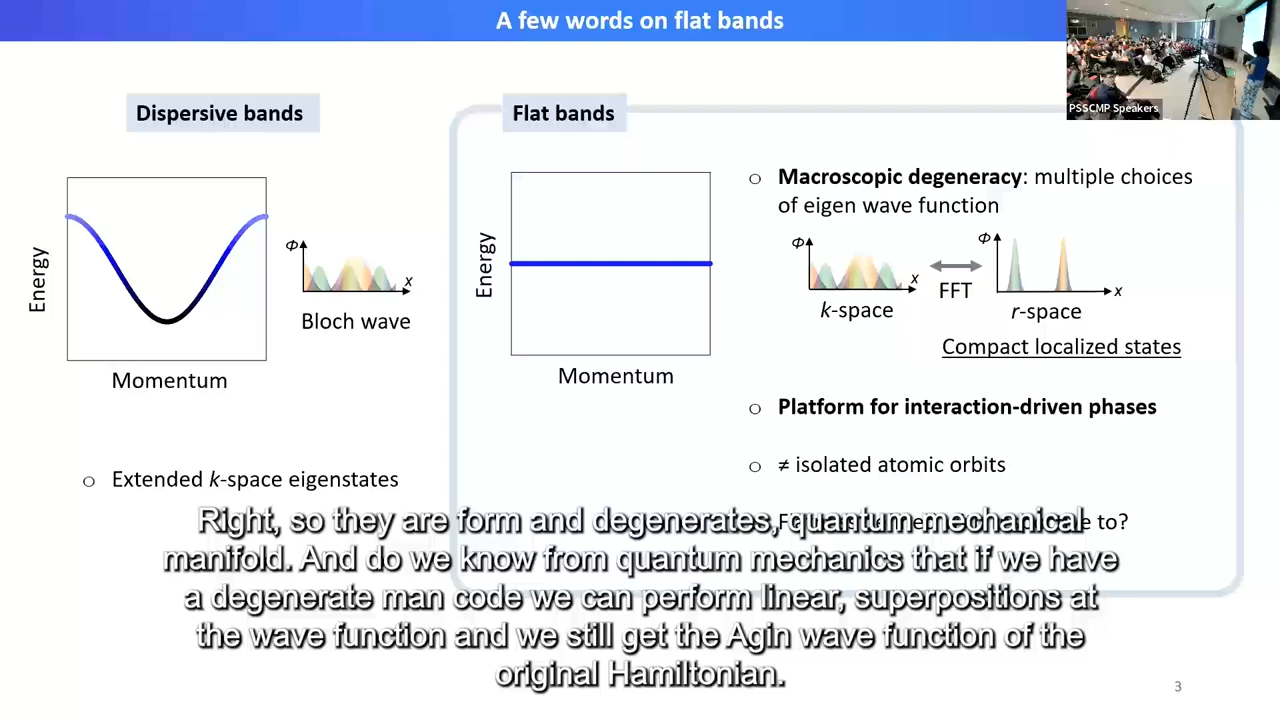 A few words on flat bands
PSSCMP Speakers
Dispersive bands
Energy
Momentum
Φ
x
Bloch wave
Extended k-space eigenstates
Flat bands
Energy
Momentum
Macroscopic degeneracy: multiple choices
of eigen wave function
Φ
x
k-space
FFT
Φ
x
r-space
Compact localized states
Platform for interaction-driven phases
≠ isolated atomic orbits
to?
Right, so they are form and degenerates, quantum mechanical
manifold. And do we know from quantum mechanics that if we have
a degenerate man code we can perform linear, superpositions at
the wave function and we still get the Agin wave function of the
original Hamiltonian.
3